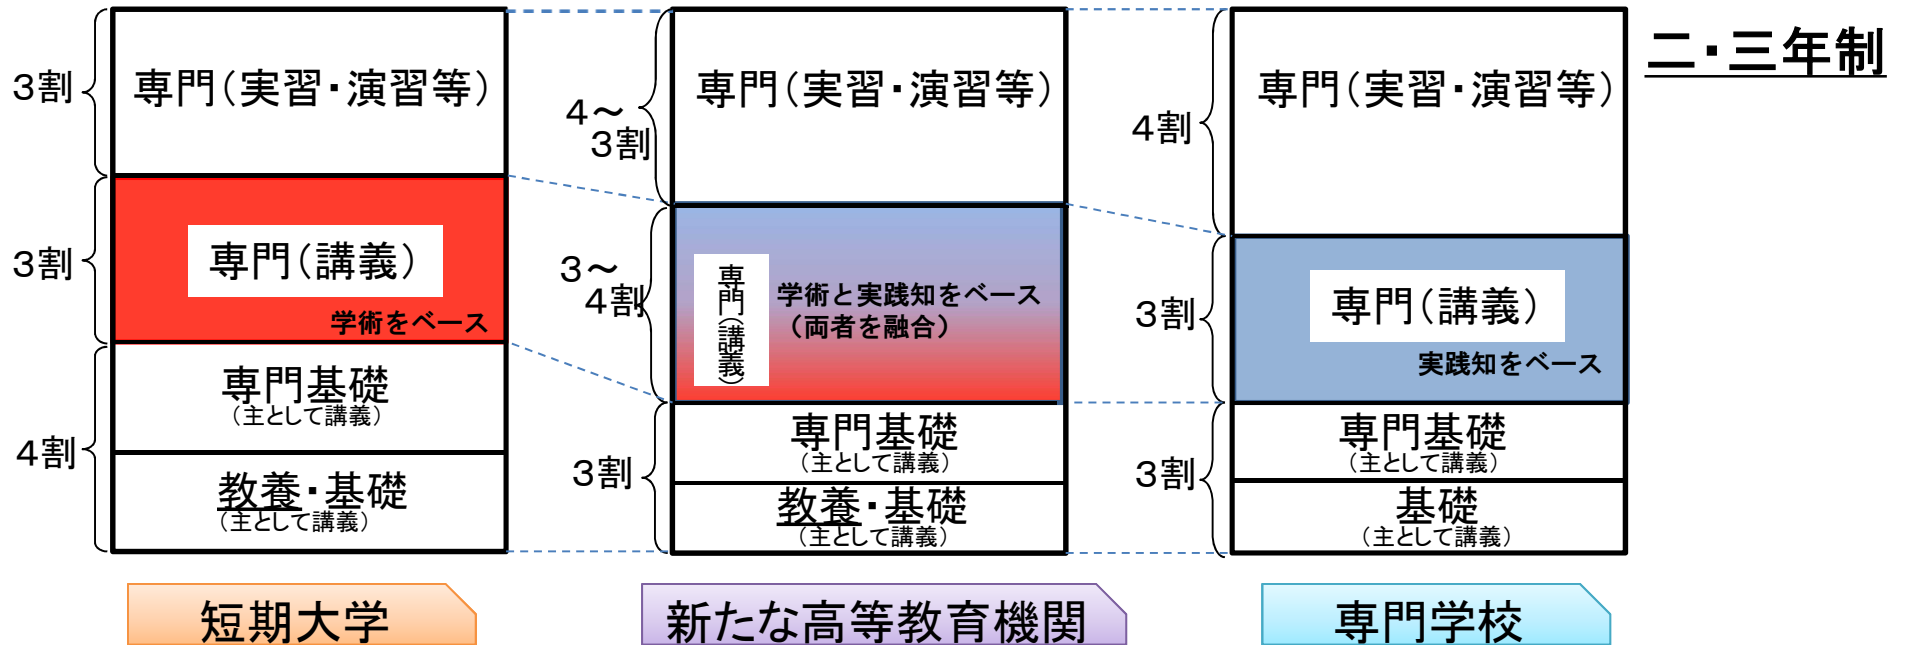 二・三年制
3割
専門(実習・演習等)
3割
専門(講義)
学術をベース
4割
専門基礎
(主として講義)
教養・基礎
(主として講義)
短期大学
4～
3割
専門(実習・演習等)
3～
4割
専門(講義)
学術と実践知をベース
(両者を融合)
3割
専門基礎
(主として講義)
教養・基礎
(主として講義)
新たな高等教育機関
4割
専門(実習・演習等)
3割
専門(講義)
実践知をベース
3割
専門基礎
(主として講義)
基礎
(主として講義)
専門学校